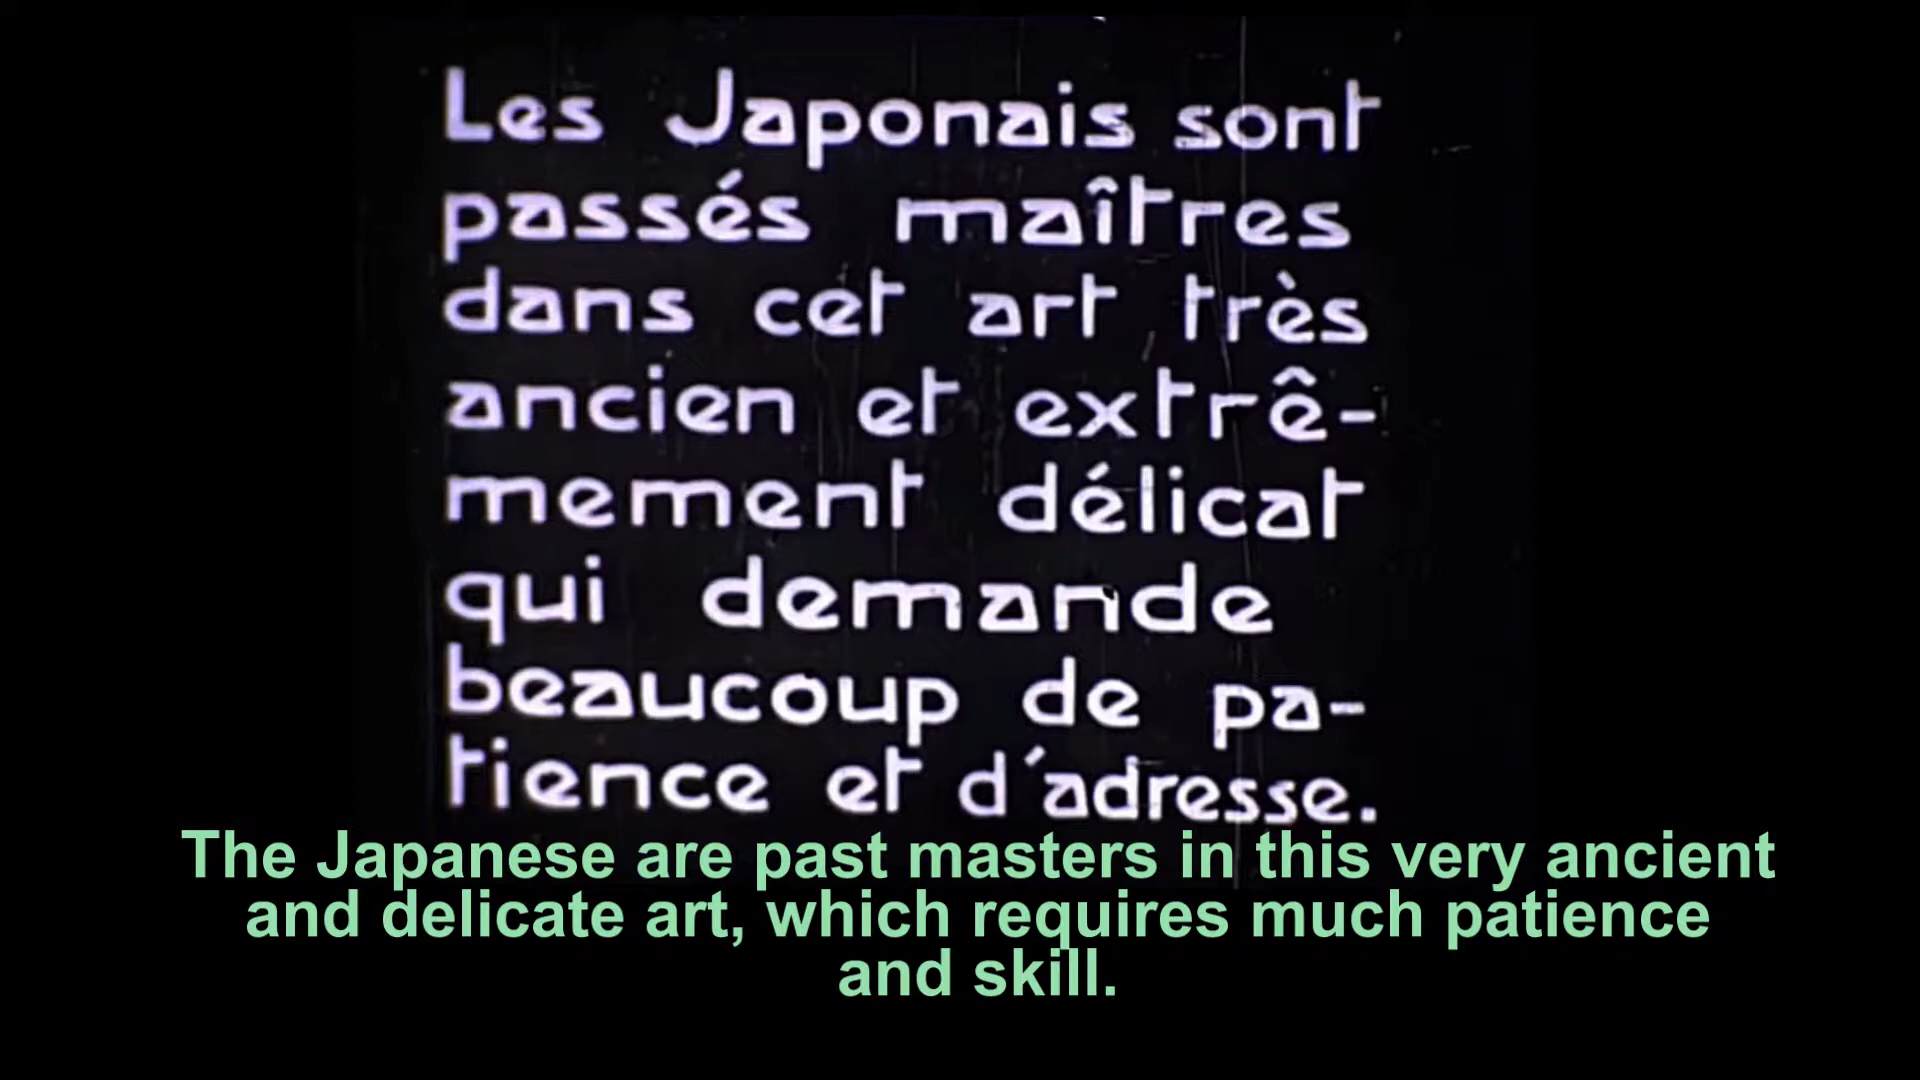 Les Japonais sont
passés maîtres
dans cet art très
ancien et extrê-
mement délicat
qui demande
beaucoup de pa-
tience et d'adresse.
The Japanese are past masters in this very ancient
and delicate art, which requires much patience
and skill.